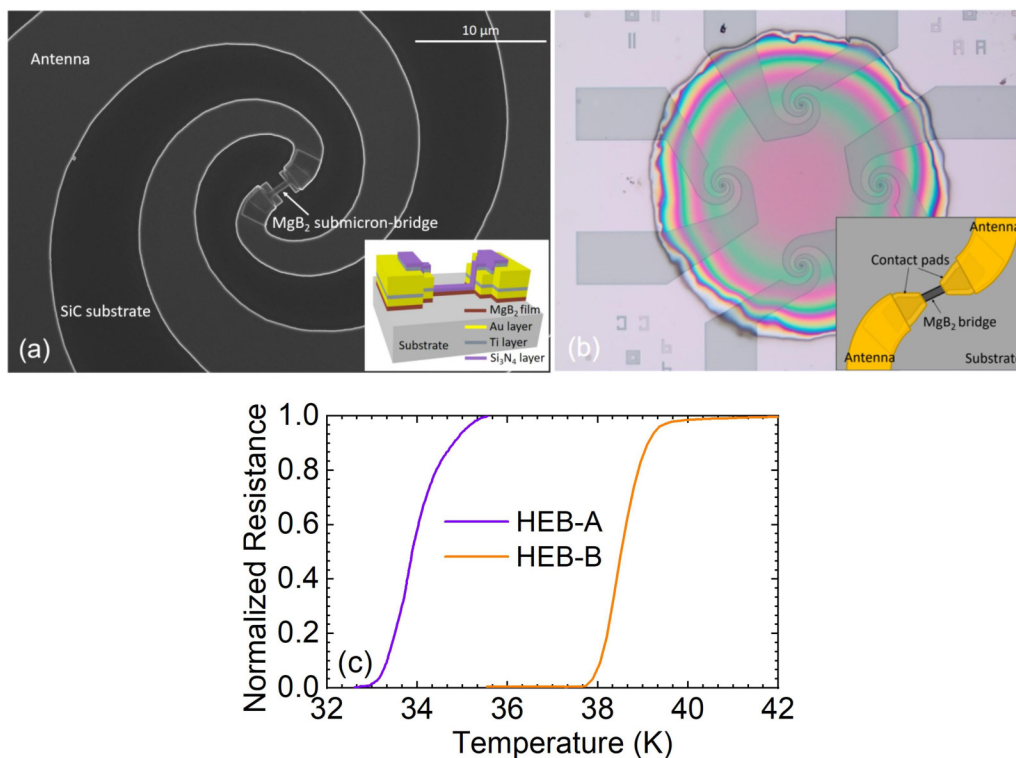 Antenna
10 μm
MgB₂ submicron-bridge
SiC substrate
(a)
MgB₂ film
Au layer
Ti layer
Si₃N₄ layer
Substrate
(b)
Antenna
Contact pads
MgB₂ bridge
Antenna
Substrate
Normalized Resistance
1.0
0.8
0.6
0.4
0.2
0.0
HEB-A
HEB-B
(c)
32 34 36 38 40 42
Temperature (K)